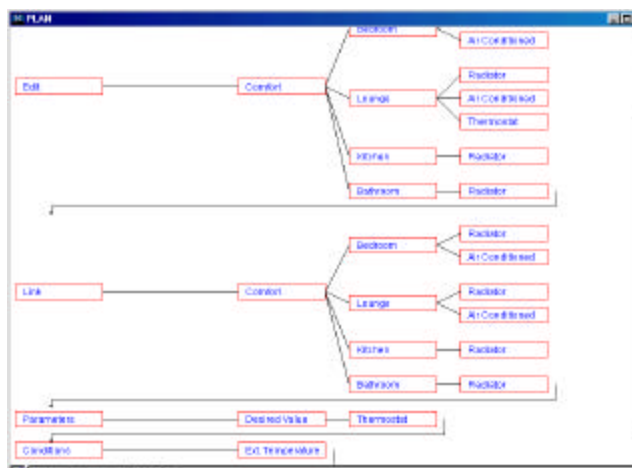 PLAN
Bedroom
Air Conditioned
Edit Comfort Lounge Radiator
Air Conditioned
Thermostat
Kitchen Radiator
Bathroom Radiator
Bedroom Radiator
Air Conditioned
Link Comfort Lounge Radiator
Air Conditioned
Kitchen Radiator
Bathroom Radiator
Parameters Desired Value Thermostat
Conditions Ext. Temperature